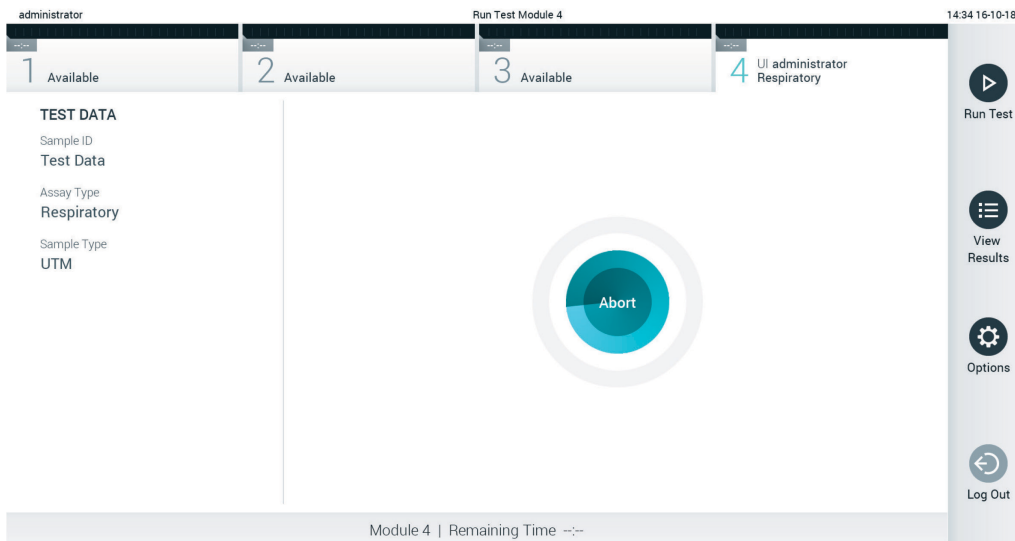 administrator
Run Test Module 4
14:34 16-10-18
--:--
--:--
--:--
--:--
1 Available
2 Available
3 Available
4 UI administrator
Respiratory
TEST DATA
Sample ID
Test Data
Assay Type
Respiratory
Sample Type
UTM
Abort
Run Test
View
Results
Options
Log Out
Module 4 | Remaining Time --:--